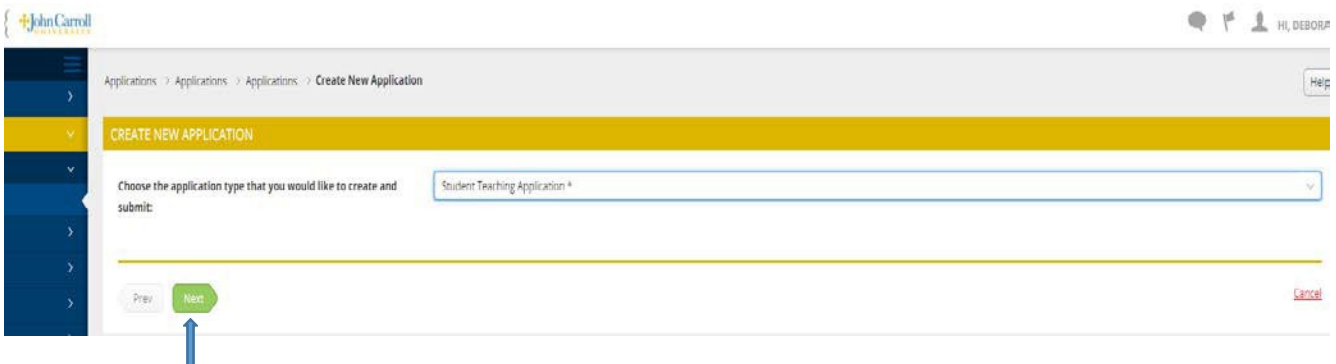 John Carroll
UNIVERSITY
HI, DEBORA
Applications > Applications > Applications > Create New Application
Help
CREATE NEW APPLICATION
Choose the application type that you would like to create and
submit:
Student Teaching Application *
Prev
Next
Cancel